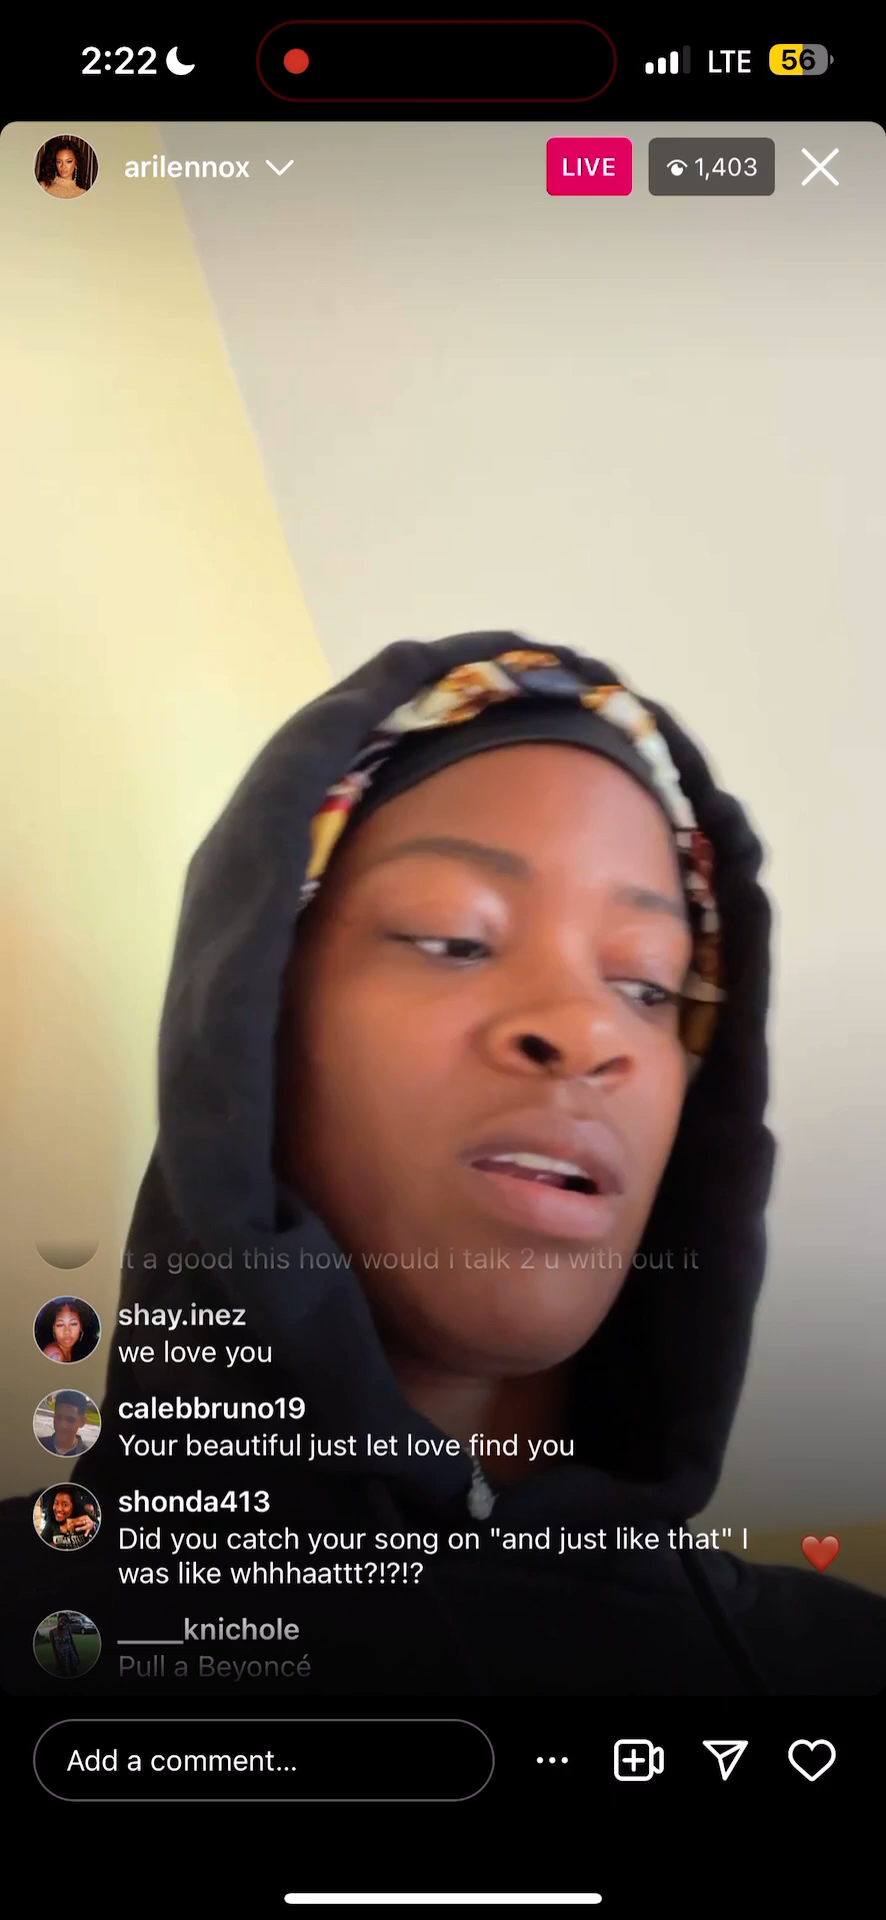 2:22
LTE
56
arilennox
LIVE
1,403
It a good this how would i talk 2 u with out it
shay.inez
we love you
calebbruno19
Your beautiful just let love find you
shonda413
Did you catch your song on "and just like that" I
was like whhhaattt?!?!?
____knichole
Pull a Beyoncé
Add a comment...